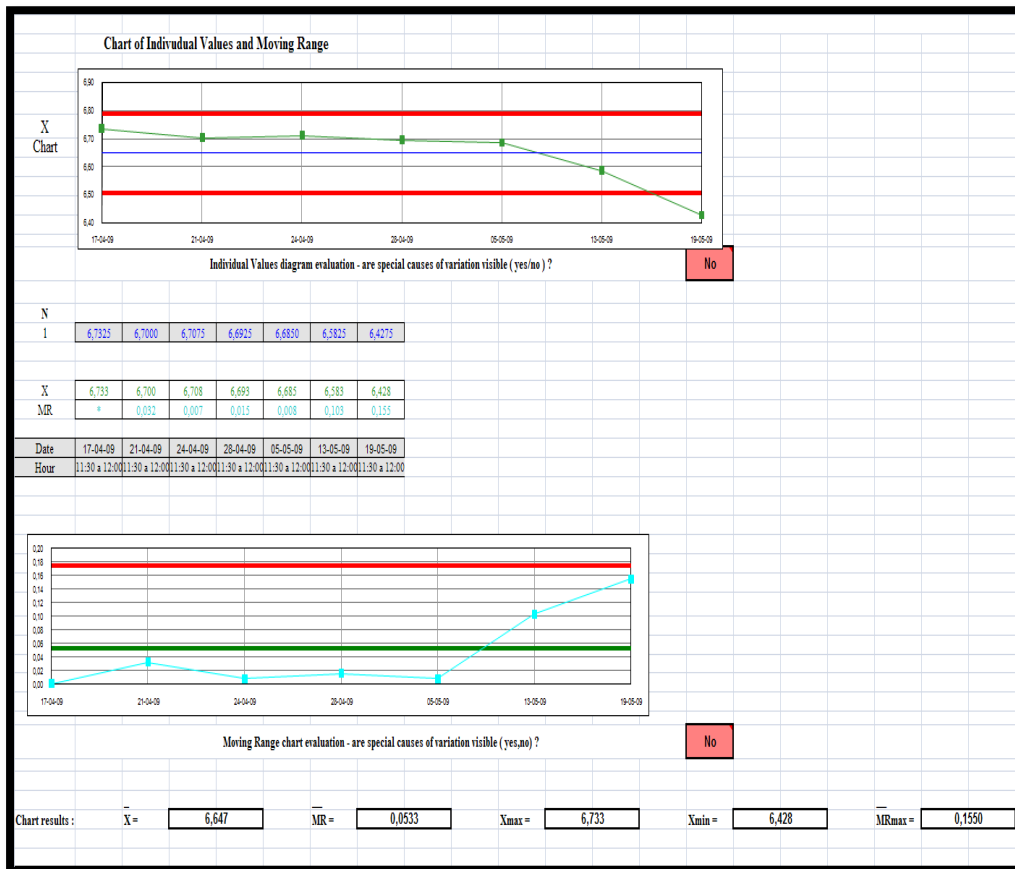 Chart of Indivudual Values and Moving Range
X
Chart
6,90
6,80
6,70
6,60
6,50
6,40
17-04-09 21-04-09 24-04-09 28-04-09 05-05-09 13-05-09 19-05-09
Individual Values diagram evaluation - are special causes of variation visible ( yes/no ) ?
No
N
1 6,7325 6,7000 6,7075 6,6925 6,6850 6,5825 6,4275
X 6,733 6,700 6,708 6,693 6,685 6,583 6,428
MR * 0,032 0,007 0,015 0,008 0,103 0,155
Date 17-04-09 21-04-09 24-04-09 28-04-09 05-05-09 13-05-09 19-05-09
Hour 11:30 a 12:00 11:30 a 12:00 11:30 a 12:00 11:30 a 12:00 11:30 a 12:00 11:30 a 12:00 11:30 a 12:00
0,20
0,18
0,16
0,14
0,12
0,10
0,08
0,06
0,04
0,02
0,00
17-04-09 21-04-09 24-04-09 28-04-09 05-05-09 13-05-09 19-05-09
Moving Range chart evaluation - are special causes of variation visible ( yes,no) ?
No
Chart results : X = 6,647 MR = 0,0533 Xmax = 6,733 Xmin = 6,428 MRmax = 0,1550